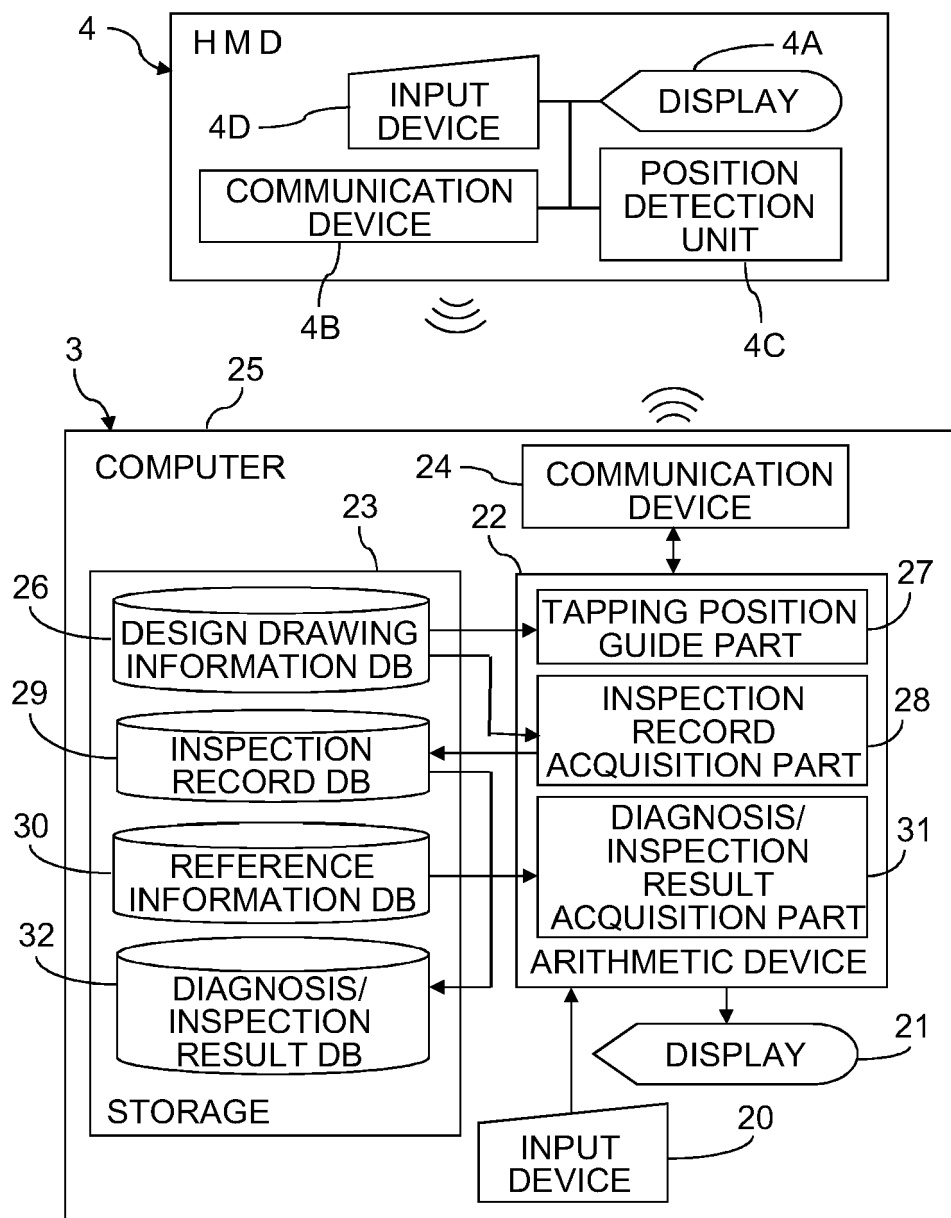 4
HMD
4A
INPUT
DEVICE
DISPLAY
4D
COMMUNICATION
DEVICE
POSITION
DETECTION
UNIT
4B
4C
3
25
COMPUTER
24
COMMUNICATION
DEVICE
23
22
26
DESIGN DRAWING
INFORMATION DB
27
TAPPING POSITION
GUIDE PART
29
INSPECTION
RECORD DB
INSPECTION
RECORD
ACQUISITION PART
28
30
REFERENCE
INFORMATION DB
DIAGNOSIS/
INSPECTION
RESULT
ACQUISITION PART
31
32
DIAGNOSIS/
INSPECTION
RESULT DB
ARITHMETIC DEVICE
STORAGE
DISPLAY
21
INPUT
DEVICE
20